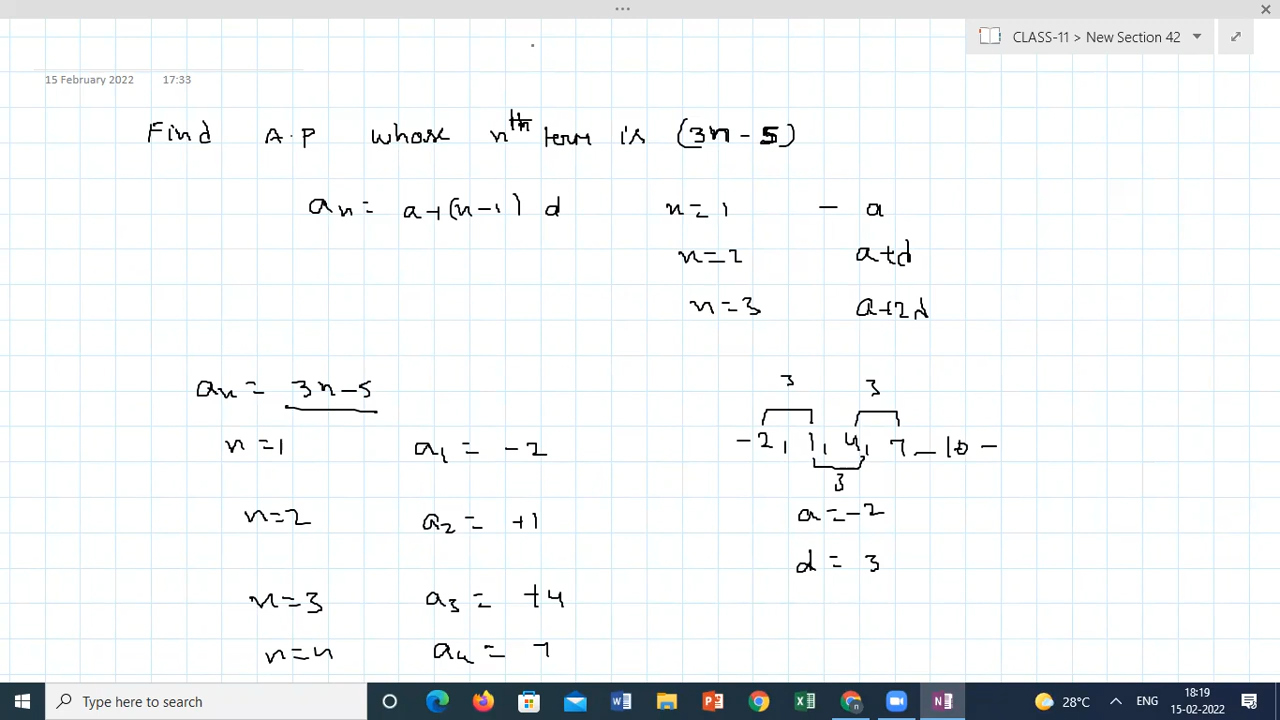 CLASS-11 > New Section 42
15 February 2022 17:33
Find A.P whose nth term is (3n - 5)
an = a+(n-1) d
n = 1 - a
n = 2 a+d
n = 3 a+2d
an = 3n-5
n = 1 a1 = -2
n = 2 a2 = +1
n = 3 a3 = +4
n = 4 a4 = 7
3 3
-2, 1, 4, 7 _ 10 -
3
a = -2
d = 3
Type here to search
28°C ENG 18:19
15-02-2022